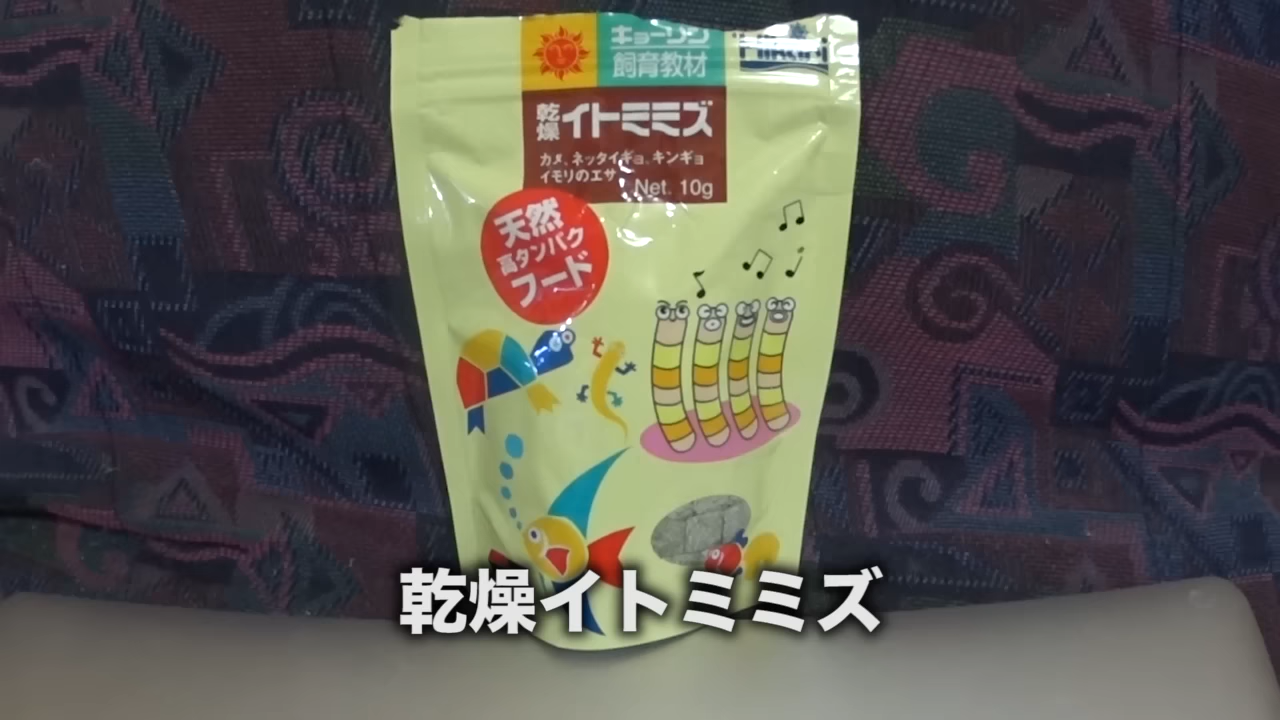 キョーリン
飼育教材
Hikari
乾燥イトミミズ
カメ、ネッタイギョ、キンギョ
イモリのエサ
Net. 10g
天然
高タンパク
フード
乾燥イトミミズ